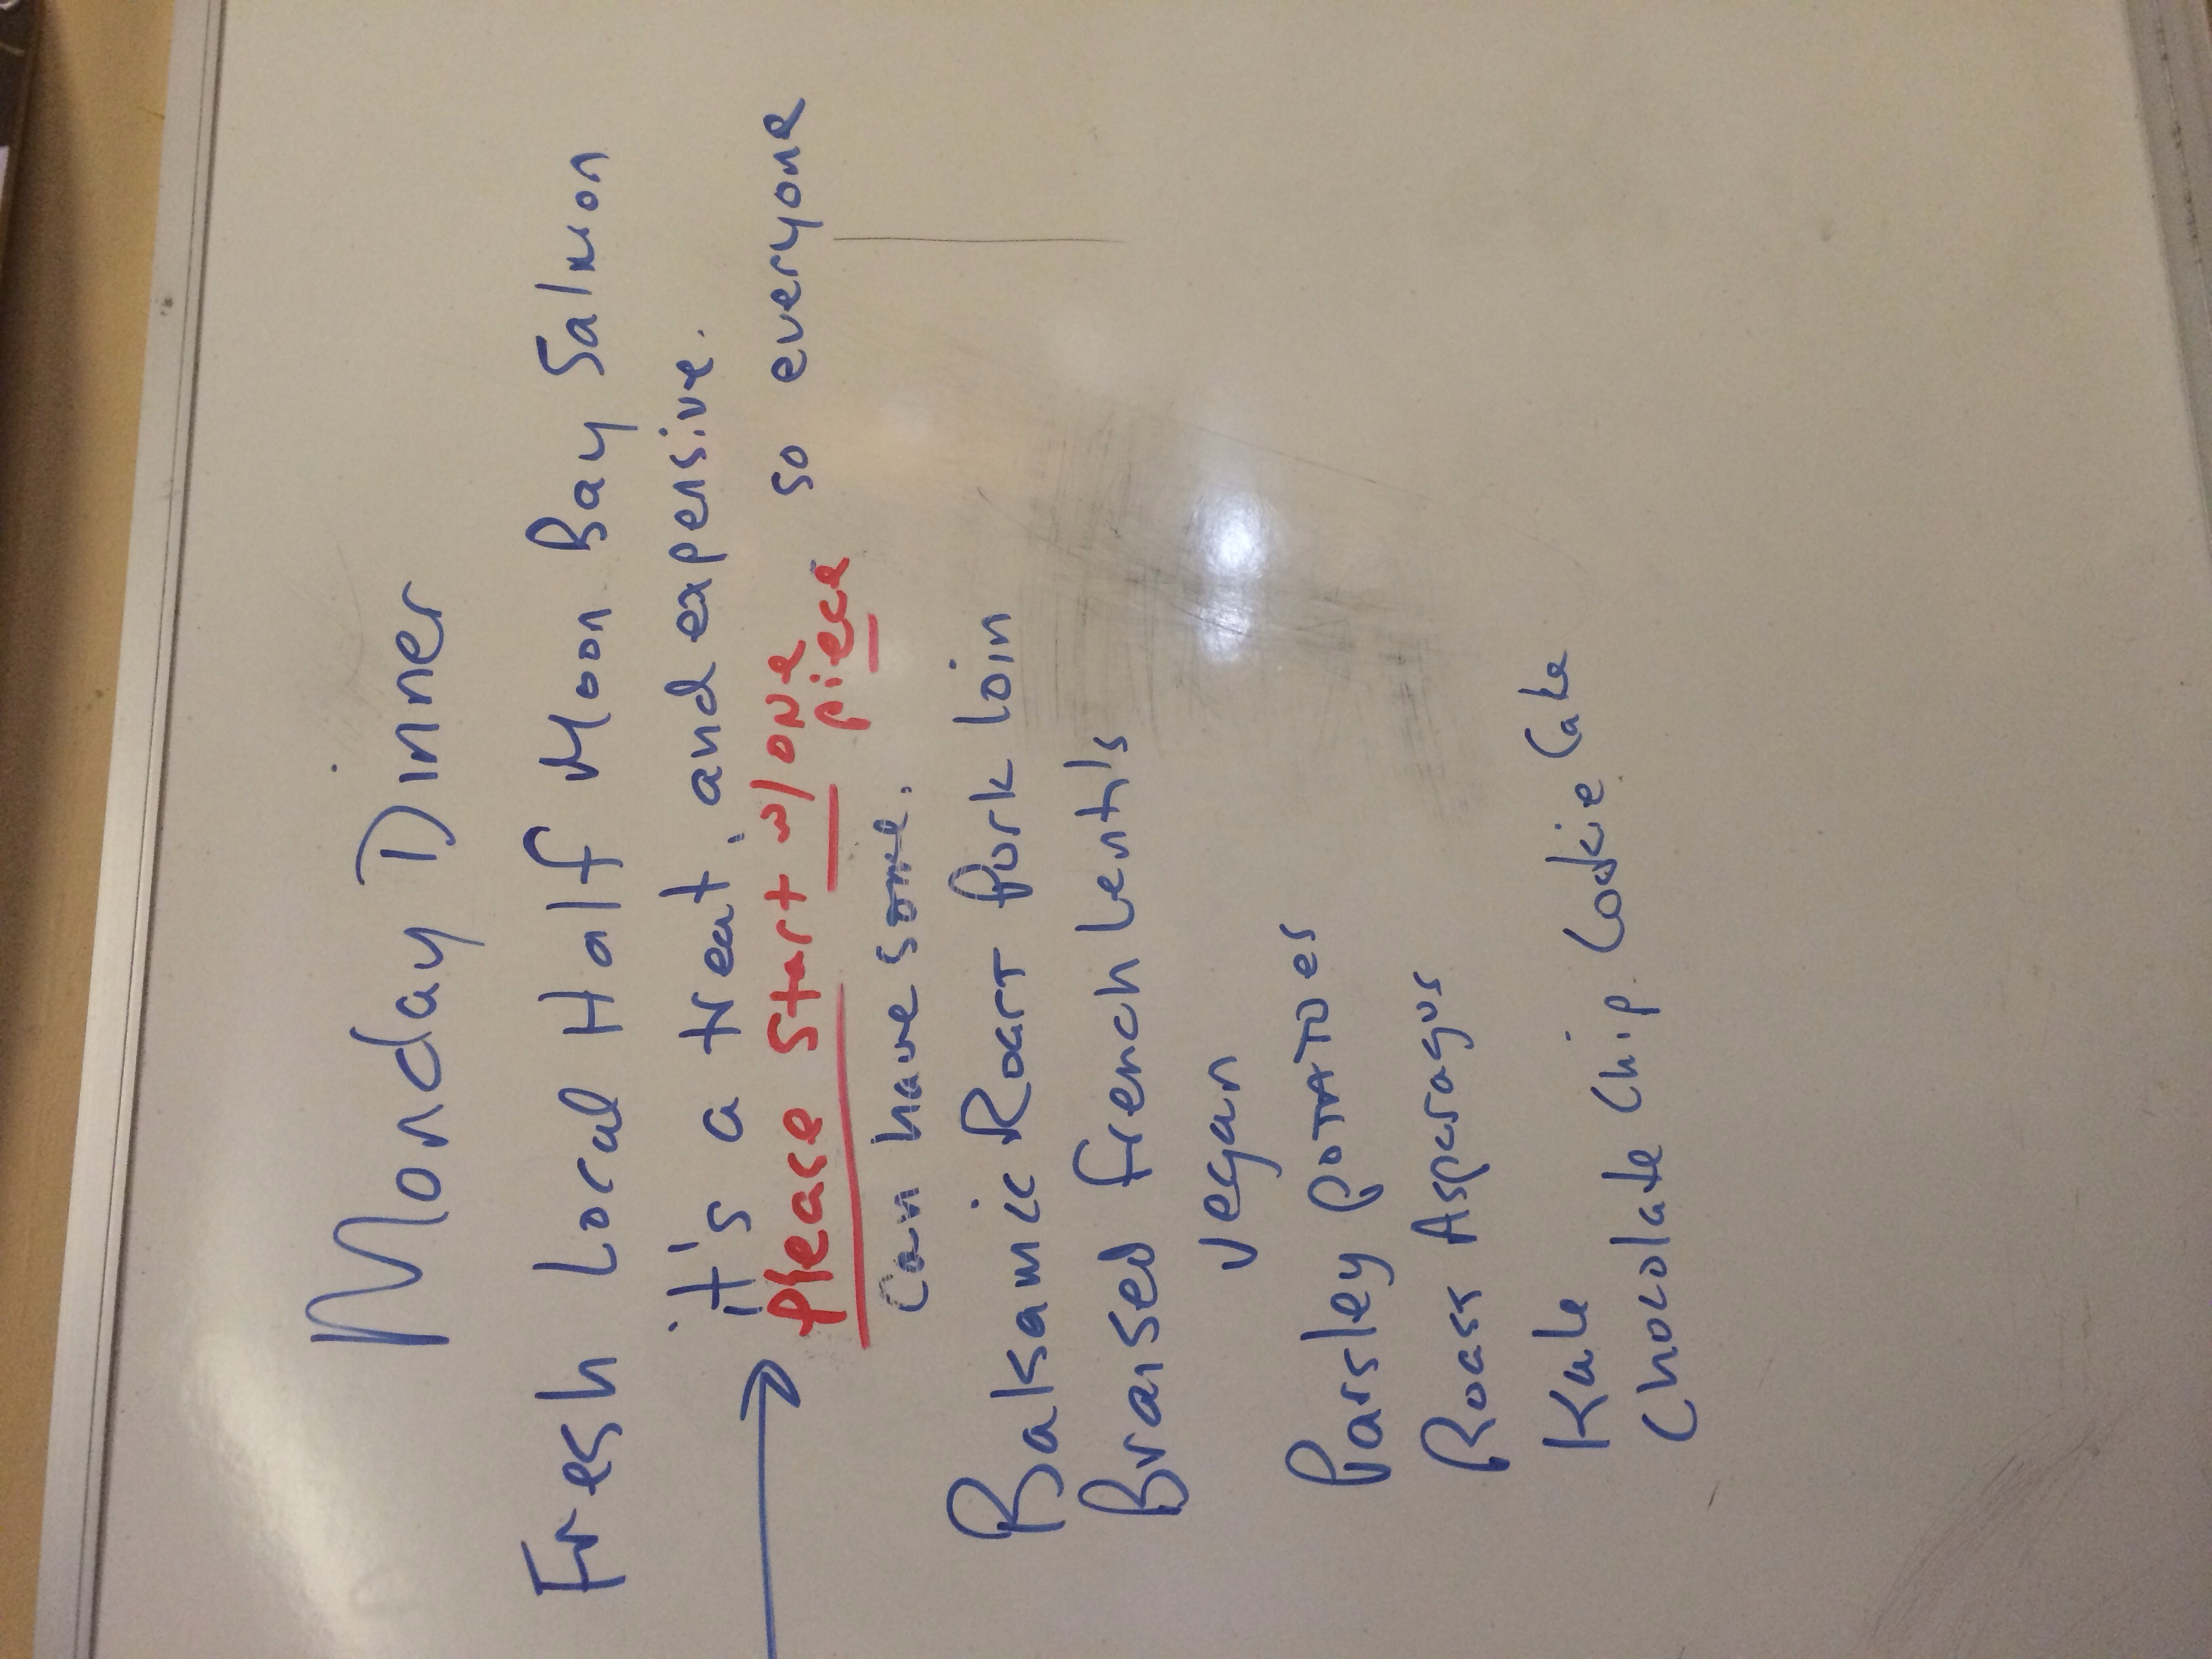 Monday Dinner
Fresh Local Half Moon Bay Salmon
it's a treat, and expensive.
please start w/ one piece so everyone
can have some.
Balsamic Roast Pork loin
Braised french Lentils
vegan
Parsley POTATOes
Roast Asparagus
Kale
Chocolate Chip Cookie Cake